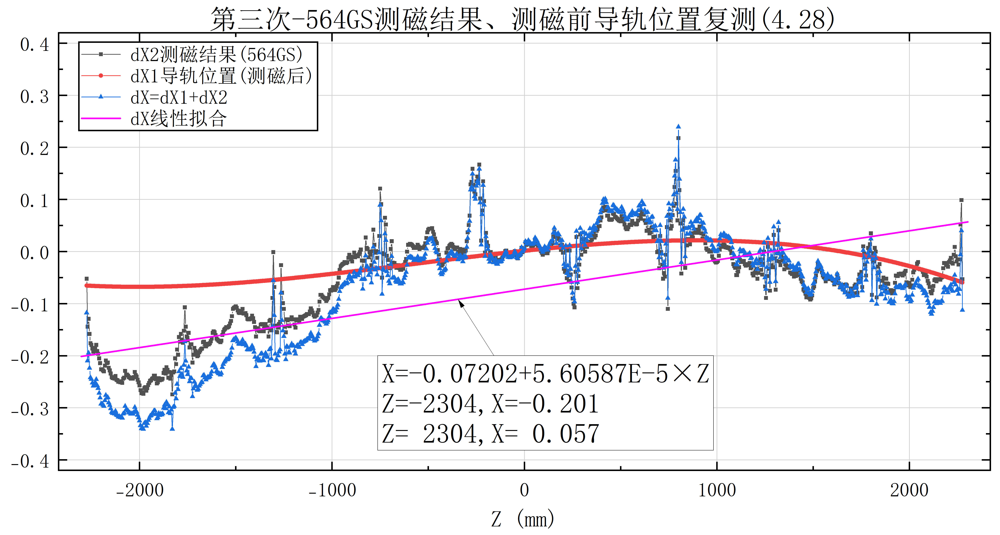 第三次-564GS测磁结果、测磁前导轨位置复测(4.28)
dX2测磁结果(564GS)
dX1导轨位置(测磁后)
dX=dX1+dX2
dX线性拟合
0.4
0.3
0.2
0.1
0.0
-0.1
-0.2
-0.3
-0.4
X=-0.07202+5.60587E-5×Z
Z=-2304,X=-0.201
Z= 2304,X= 0.057
-2000
-1000
0
1000
2000
Z (mm)